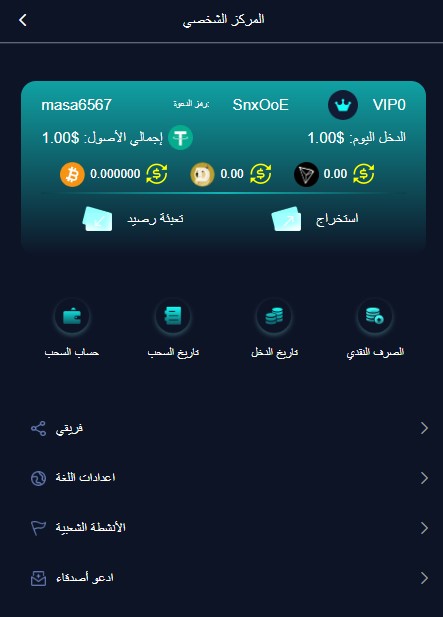 المركز الشخصي
masa6567 رمز الدعوة: SnxOoE VIP0
إجمالي الأصول: $1.00 الدخل اليوم: $1.00
0.000000 0.00 0.00
تعبئة رصيد استخراج
حساب السحب تاريخ السحب تاريخ الدخل الصرف النقدي
فريقي
اعدادات اللغة
الأنشطة الشعبية
ادعو أصدقاء